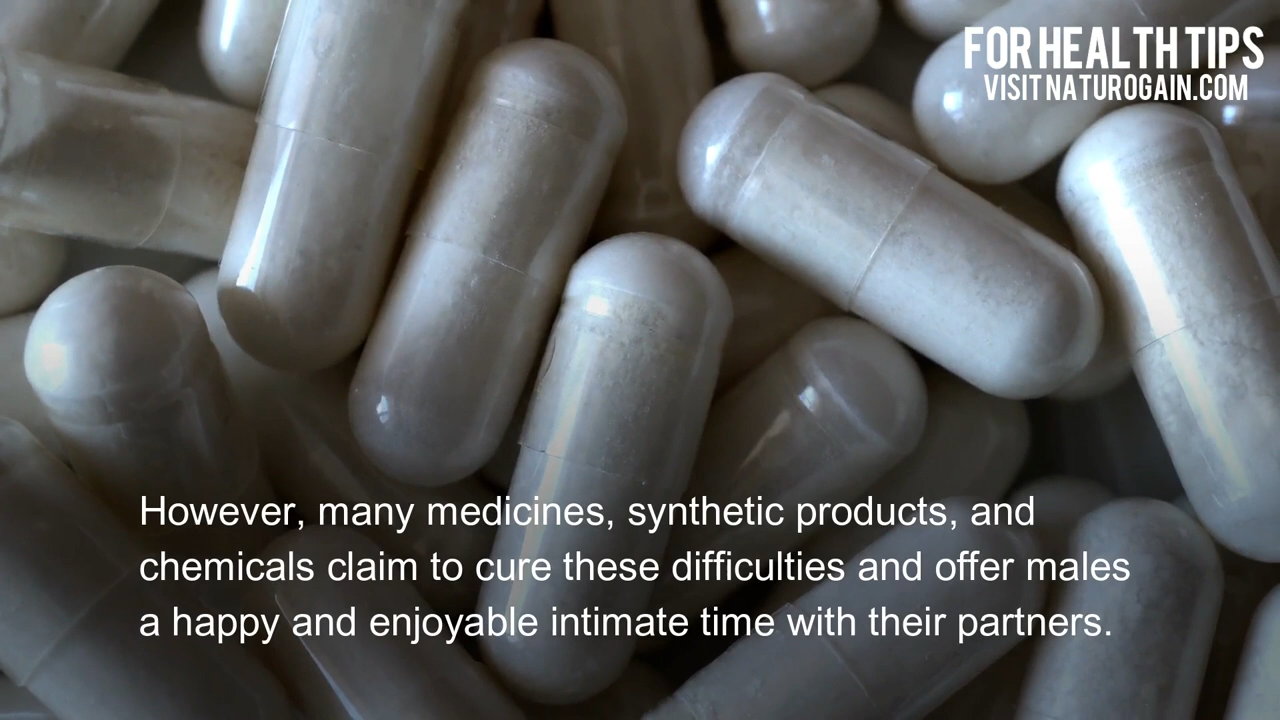 FOR HEALTH TIPS
VISIT NATUROGAIN.COM
However, many medicines, synthetic products, and
chemicals claim to cure these difficulties and offer males
a happy and enjoyable intimate time with their partners.